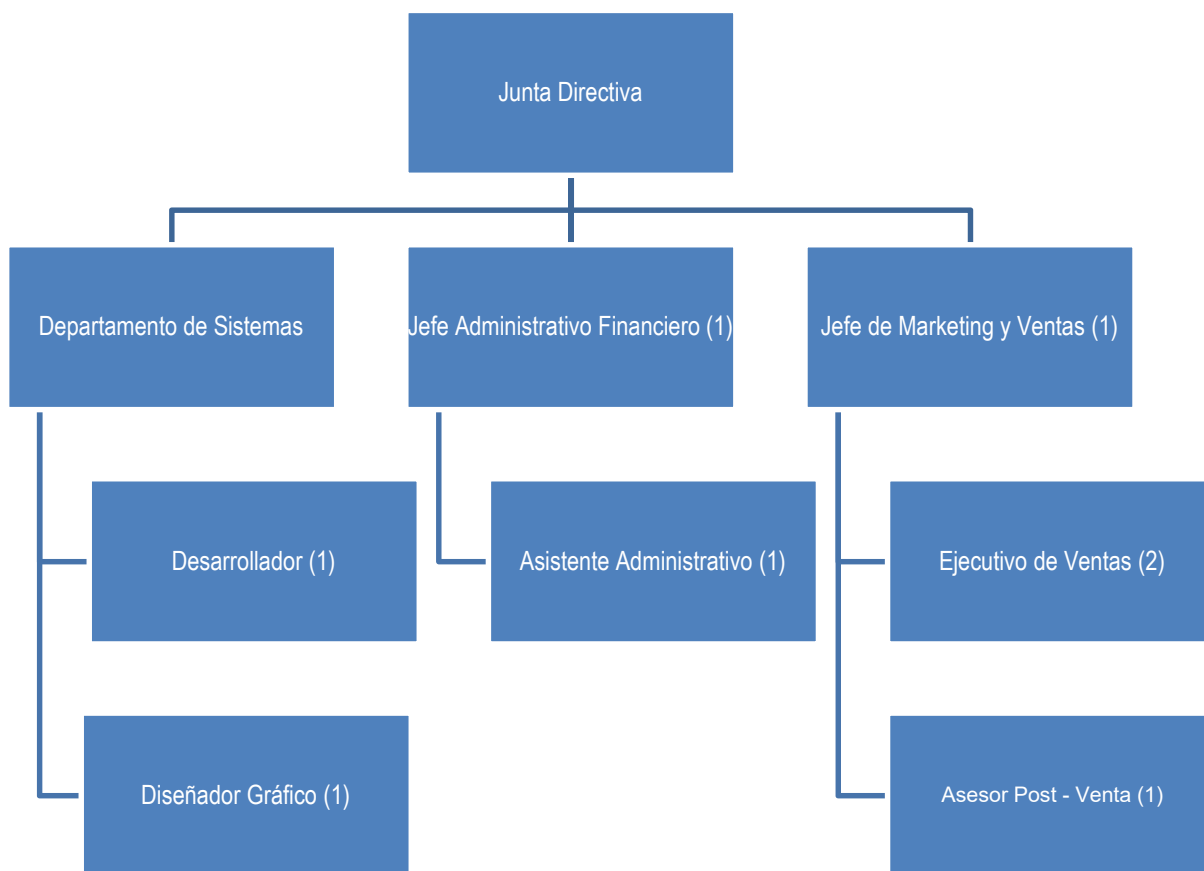 Junta Directiva
Departamento de Sistemas
Jefe Administrativo Financiero (1)
Jefe de Marketing y Ventas (1)
Desarrollador (1)
Asistente Administrativo (1)
Ejecutivo de Ventas (2)
Diseñador Gráfico (1)
Asesor Post - Venta (1)